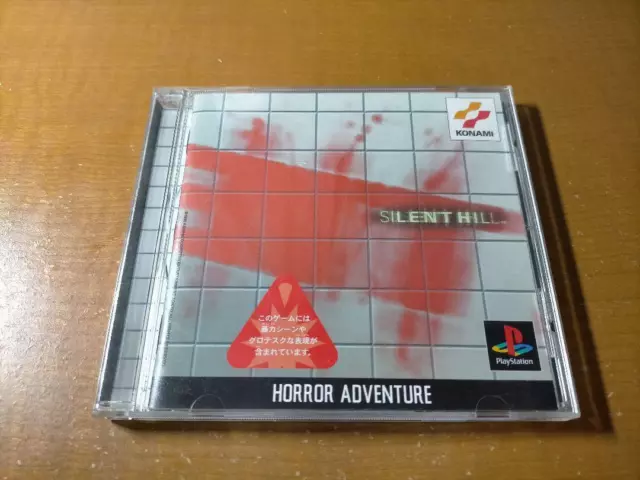 KONAMI
SILENT HILL
このゲームには
暴力シーンや
グロテスクな表現が
含まれています。
PlayStation
HORROR ADVENTURE